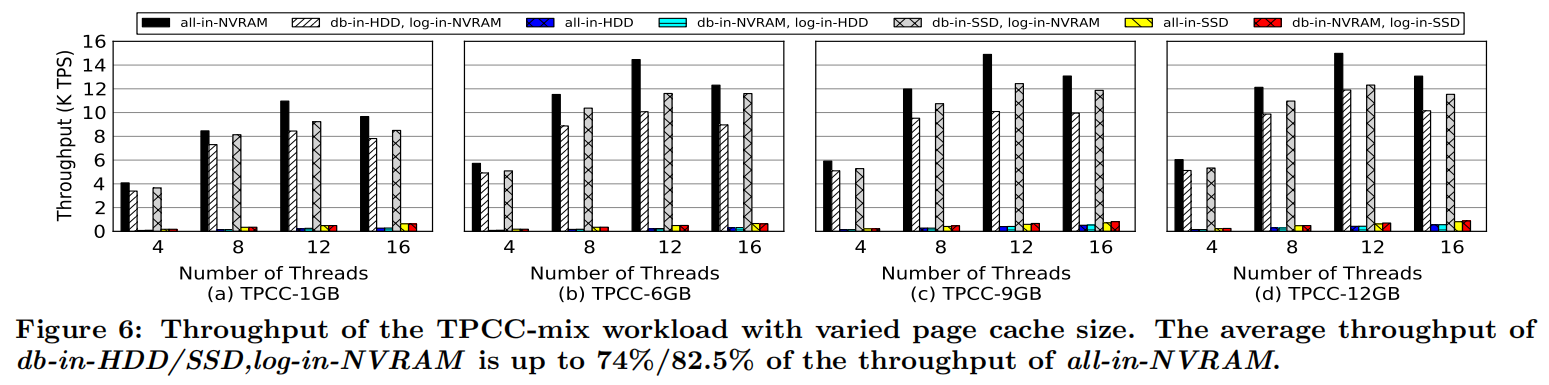 all-in-NVRAM db-in-HDD, log-in-NVRAM all-in-HDD db-in-NVRAM, log-in-HDD db-in-SSD, log-in-NVRAM all-in-SSD db-in-NVRAM, log-in-SSD
Throughput (K TPS)
16
14
12
10
8
6
4
2
0
4 8 12 16 4 8 12 16 4 8 12 16 4 8 12 16
Number of Threads Number of Threads Number of Threads Number of Threads
(a) TPCC-1GB (b) TPCC-6GB (c) TPCC-9GB (d) TPCC-12GB
Figure 6: Throughput of the TPCC-mix workload with varied page cache size. The average throughput of
db-in-HDD/SSD,log-in-NVRAM is up to 74%/82.5% of the throughput of all-in-NVRAM.